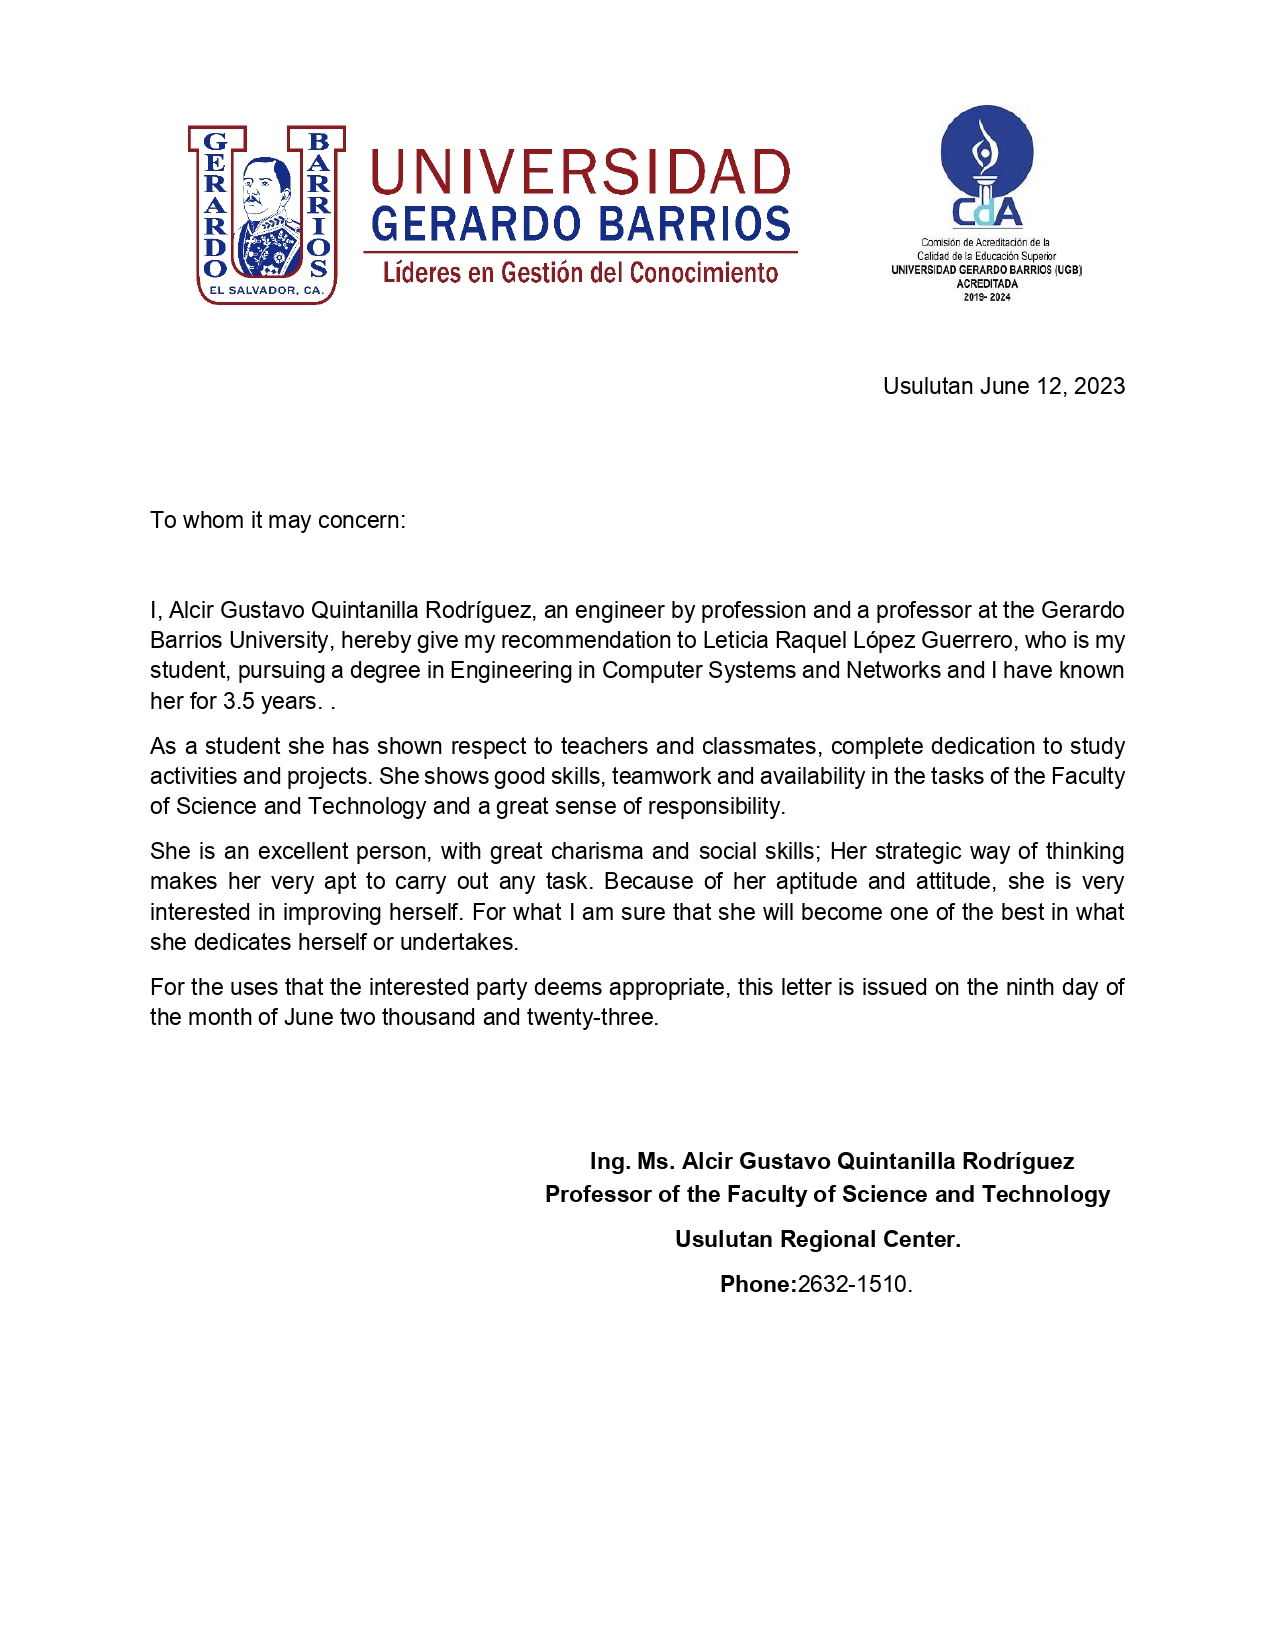 GERARDO BARRIOS
EL SALVADOR, CA.
UNIVERSIDAD
GERARDO BARRIOS
Líderes en Gestión del Conocimiento
CdA
Comisión de Acreditación de la
Calidad de la Educación Superior
UNIVERSIDAD GERARDO BARRIOS (UGB)
ACREDITADA
2019- 2024
Usulutan June 12, 2023
To whom it may concern:
I, Alcir Gustavo Quintanilla Rodríguez, an engineer by profession and a professor at the Gerardo
Barrios University, hereby give my recommendation to Leticia Raquel López Guerrero, who is my
student, pursuing a degree in Engineering in Computer Systems and Networks and I have known
her for 3.5 years. .
As a student she has shown respect to teachers and classmates, complete dedication to study
activities and projects. She shows good skills, teamwork and availability in the tasks of the Faculty
of Science and Technology and a great sense of responsibility.
She is an excellent person, with great charisma and social skills; Her strategic way of thinking
makes her very apt to carry out any task. Because of her aptitude and attitude, she is very
interested in improving herself. For what I am sure that she will become one of the best in what
she dedicates herself or undertakes.
For the uses that the interested party deems appropriate, this letter is issued on the ninth day of
the month of June two thousand and twenty-three.
Ing. Ms. Alcir Gustavo Quintanilla Rodríguez
Professor of the Faculty of Science and Technology
Usulutan Regional Center.
Phone:2632-1510.